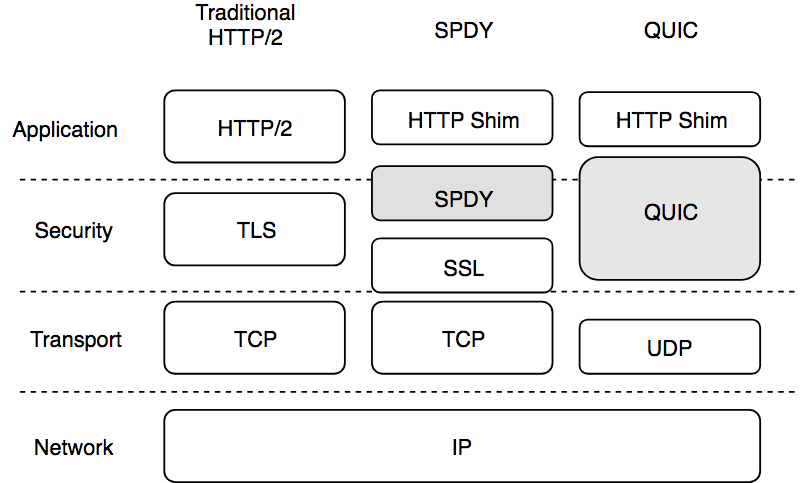 Traditional
HTTP/2
SPDY
QUIC
Application
HTTP/2
HTTP Shim
HTTP Shim
Security
TLS
SPDY
SSL
QUIC
Transport
TCP
TCP
UDP
Network
IP